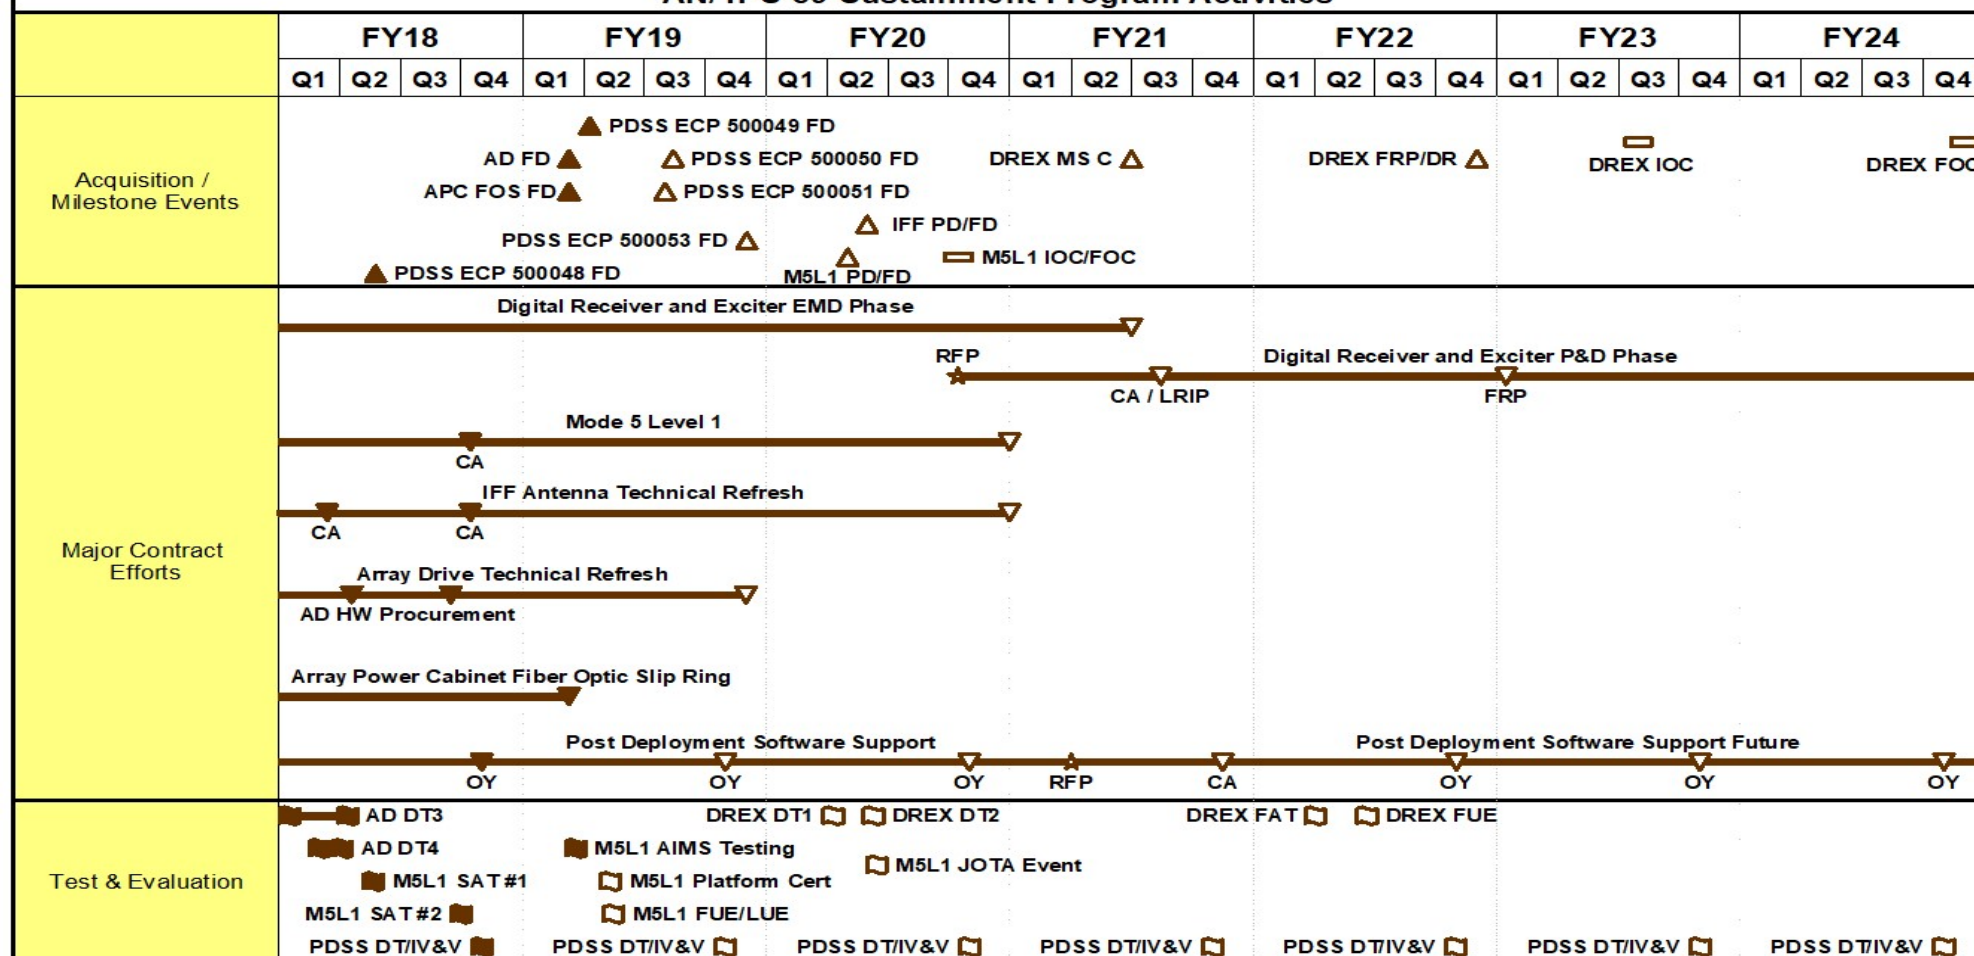 Sustainment Program Activities
FY18 FY19 FY20 FY21 FY22 FY23 FY24
Q1 Q2 Q3 Q4 Q1 Q2 Q3 Q4 Q1 Q2 Q3 Q4 Q1 Q2 Q3 Q4 Q1 Q2 Q3 Q4 Q1 Q2 Q3 Q4 Q1 Q2 Q3 Q4
Acquisition /
Milestone Events
PDSS ECP 500049 FD
AD FD
PDSS ECP 500050 FD
DREX MS C
DREX FRP/DR
DREX IOC
DREX FOC
APC FOS FD
PDSS ECP 500051 FD
IFF PD/FD
PDSS ECP 500053 FD
M5L1 IOC/FOC
PDSS ECP 500048 FD
M5L1 PD/FD
Major Contract
Efforts
Digital Receiver and Exciter EMD Phase
RFP
Digital Receiver and Exciter P&D Phase
CA / LRIP
FRP
Mode 5 Level 1
CA
IFF Antenna Technical Refresh
CA
CA
Array Drive Technical Refresh
AD HW Procurement
Array Power Cabinet Fiber Optic Slip Ring
Post Deployment Software Support
Post Deployment Software Support Future
OY OY OY RFP CA OY OY OY
Test & Evaluation
AD DT3
DREX DT1
DREX DT2
DREX FAT
DREX FUE
AD DT4
M5L1 AIMS Testing
M5L1 JOTA Event
M5L1 SAT #1
M5L1 Platform Cert
M5L1 SAT #2
M5L1 FUE/LUE
PDSS DT/IV&V
PDSS DT/IV&V
PDSS DT/IV&V
PDSS DT/IV&V
PDSS DT/IV&V
PDSS DT/IV&V
PDSS DT/IV&V